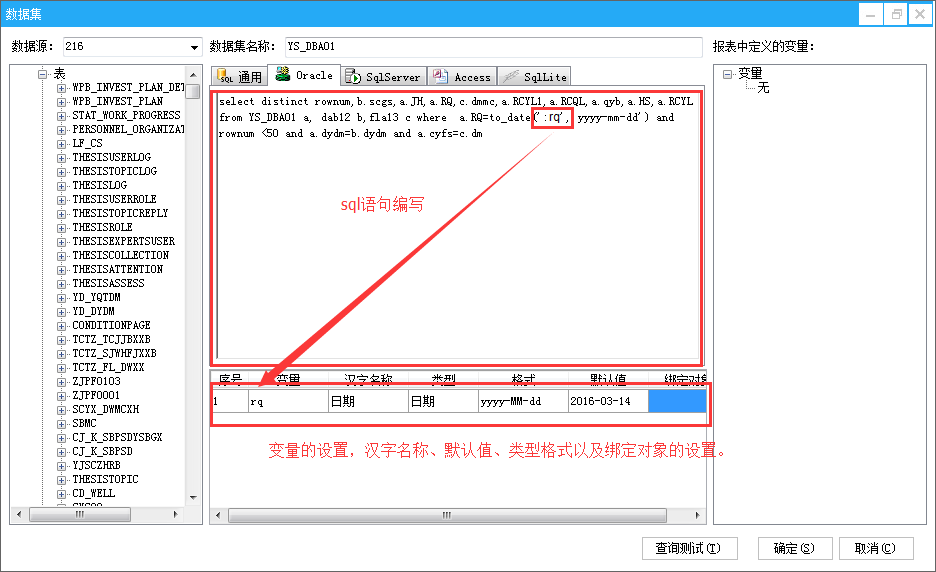 数据集
数据源: 216
数据集名称: YS_DBA01
报表中定义的变量:
表
WPB_INVEST_PLAN_DET
WPB_INVEST_PLAN
STAT_WORK_PROGRESS
PERSONNEL_ORGANIZAT
LF_CS
THESISUSERLOG
THESISTOPICLOG
THESISLOG
THESISUSERROLE
THESISTOPICREPLY
THESISROLE
THESISEXPERTSUSER
THESISCOLLECTION
THESISATTENTION
THESISASSESS
YD_YQTDM
YD_DYDM
CONDITIONPAGE
TCTZ_TCJJBXXB
TCTZ_SJWHFJXXB
TCTZ_FL_DWXX
ZJPF0103
ZJPF0001
SCYX_DWMCXH
SBMC
CJ_K_SBPSDYSBGX
CJ_K_SBPSD
YJSCZHRB
THESISTOPIC
CD_WELL
通用 Oracle SqlServer Access SqlLite
select distinct rownum,b.scgs,a.JH,a.RQ,c.dmmc,a.RCYL1,a.RCQL,a.qyb,a.HS,a.RCYL
from YS_DBA01 a, dab12 b,fla13 c where a.RQ=to_date(':rq', yyyy-mm-dd') and
rownum <50 and a.dydm=b.dydm and a.cyfs=c.dm
sql语句编写
序号 变量 汉字名称 类型 格式 默认值 绑定对象
1 rq 日期 日期 yyyy-MM-dd 2016-03-14
变量的设置，汉字名称、默认值、类型格式以及绑定对象的设置。
变量
无
查询测试(T) 确定(S) 取消(C)